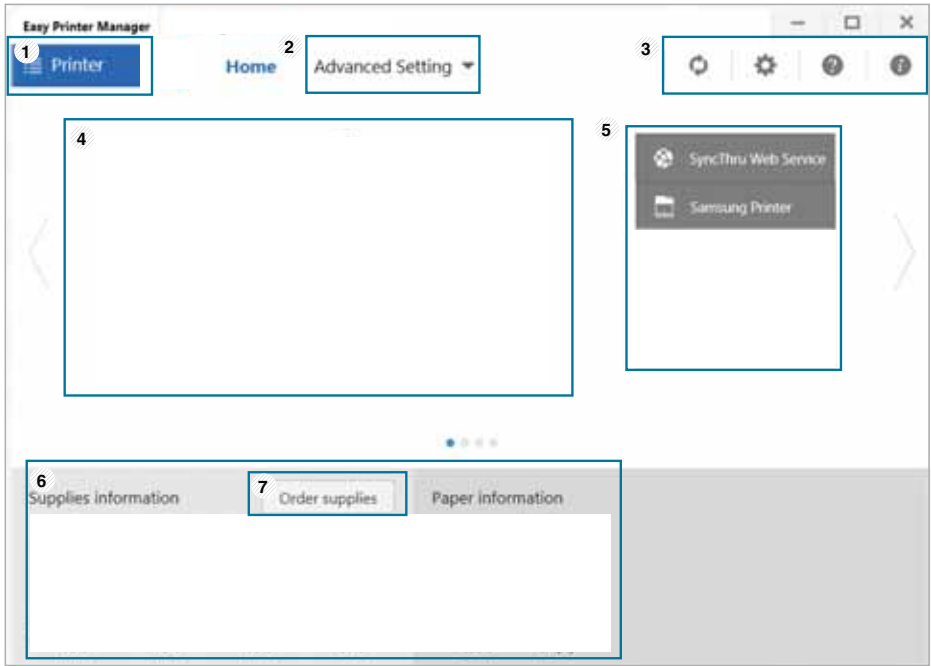 Easy Printer Manager
1 Printer Home 2 Advanced Setting 3
4
5
SyncThru Web Service
Samsung Printer
6 7
Supplies information Order supplies Paper information